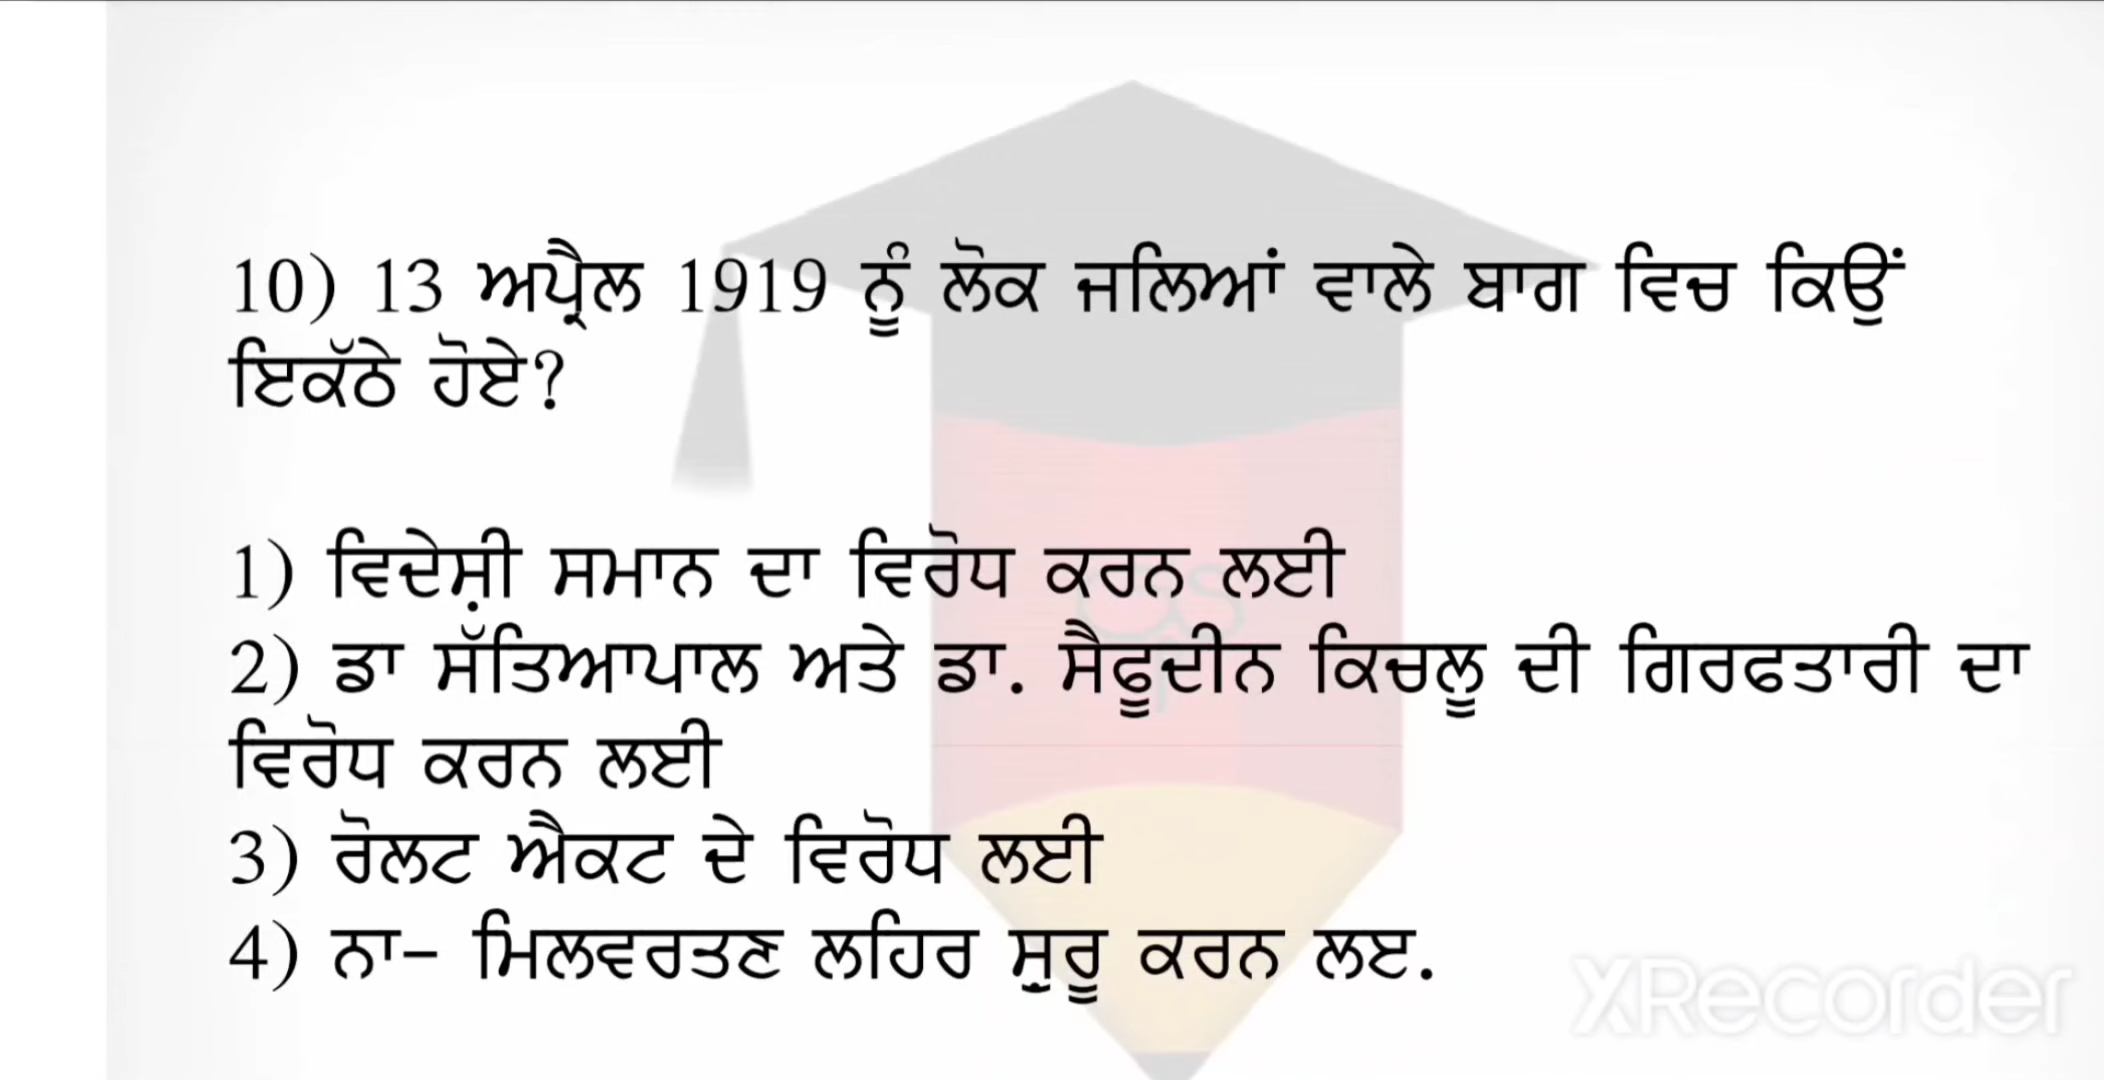 10) 13 ਅਪ੍ਰੈਲ 1919 ਨੂੰ ਲੋਕ ਜਲਿਆਂ ਵਾਲੇ ਬਾਗ ਵਿਚ ਕਿਉਂ
ਇਕੱਠੇ ਹੋਏ?
1) ਵਿਦੇਸ਼ੀ ਸਮਾਨ ਦਾ ਵਿਰੋਧ ਕਰਨ ਲਈ
2) ਡਾ ਸੱਤਿਆਪਾਲ ਅਤੇ ਡਾ. ਸੈਫੂਦੀਨ ਕਿਚਲੂ ਦੀ ਗਿਰਫਤਾਰੀ ਦਾ
ਵਿਰੋਧ ਕਰਨ ਲਈ
3) ਰੋਲਟ ਐਕਟ ਦੇ ਵਿਰੋਧ ਲਈ
4) ਨਾ- ਮਿਲਵਰਤਣ ਲਹਿਰ ਸ਼ੁਰੂ ਕਰਨ ਲੲ.
XRecorder